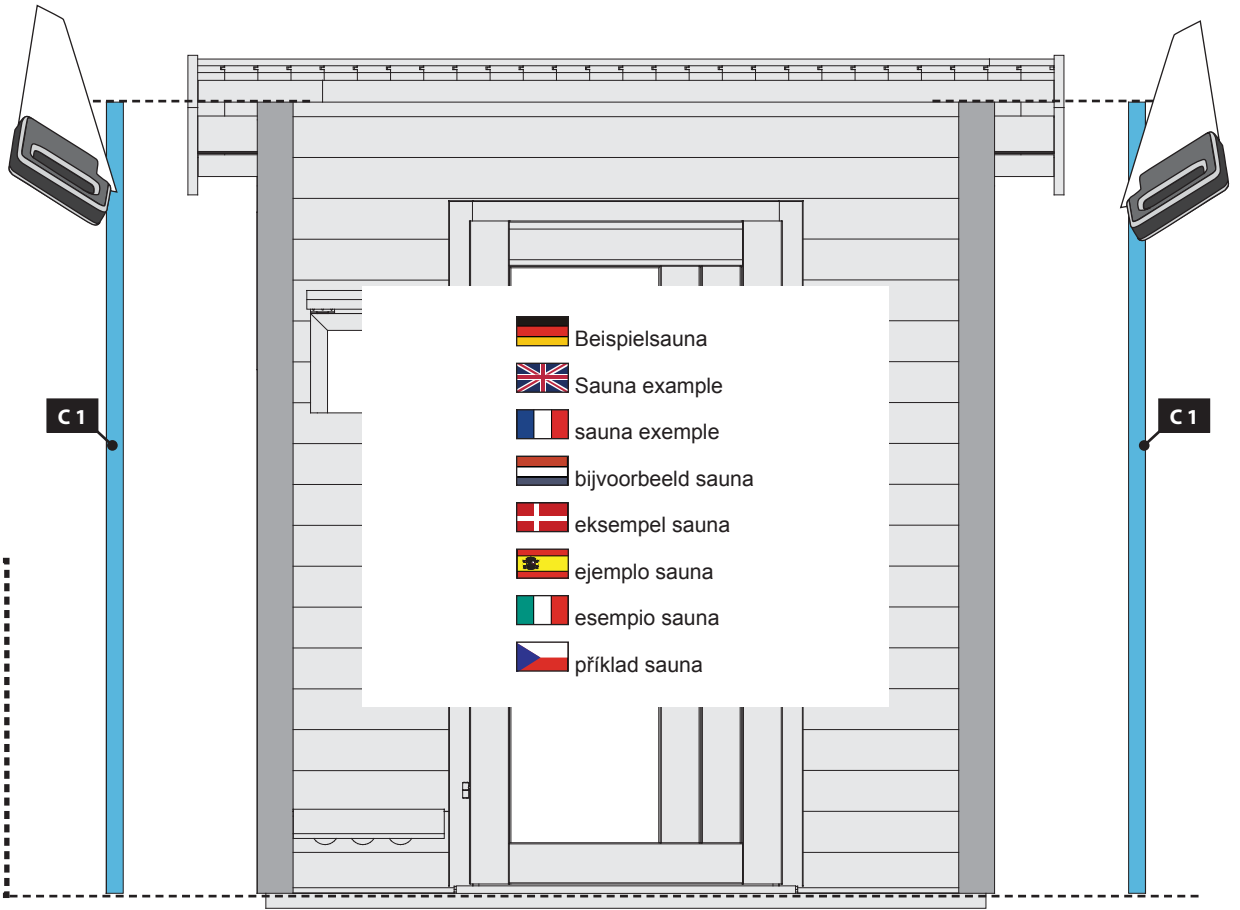 Beispielsauna
Sauna example
sauna exemple
C 1
C 1
bijvoorbeeld sauna
eksempel sauna
ejemplo sauna
esempio sauna
příklad sauna